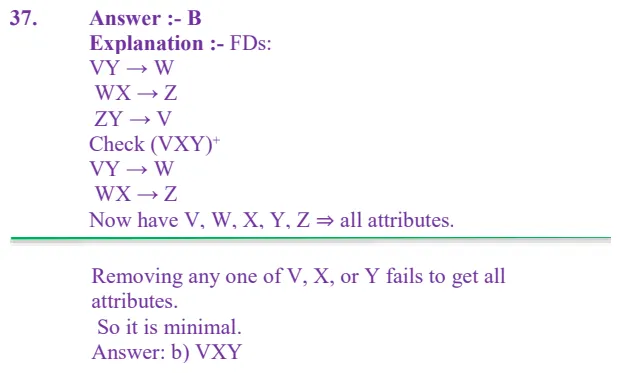 37. Answer :- B
Explanation :- FDs:
VY → W
WX → Z
ZY → V
Check (VXY)⁺
VY → W
WX → Z
Now have V, W, X, Y, Z ⇒ all attributes.
Removing any one of V, X, or Y fails to get all
attributes.
So it is minimal.
Answer: b) VXY